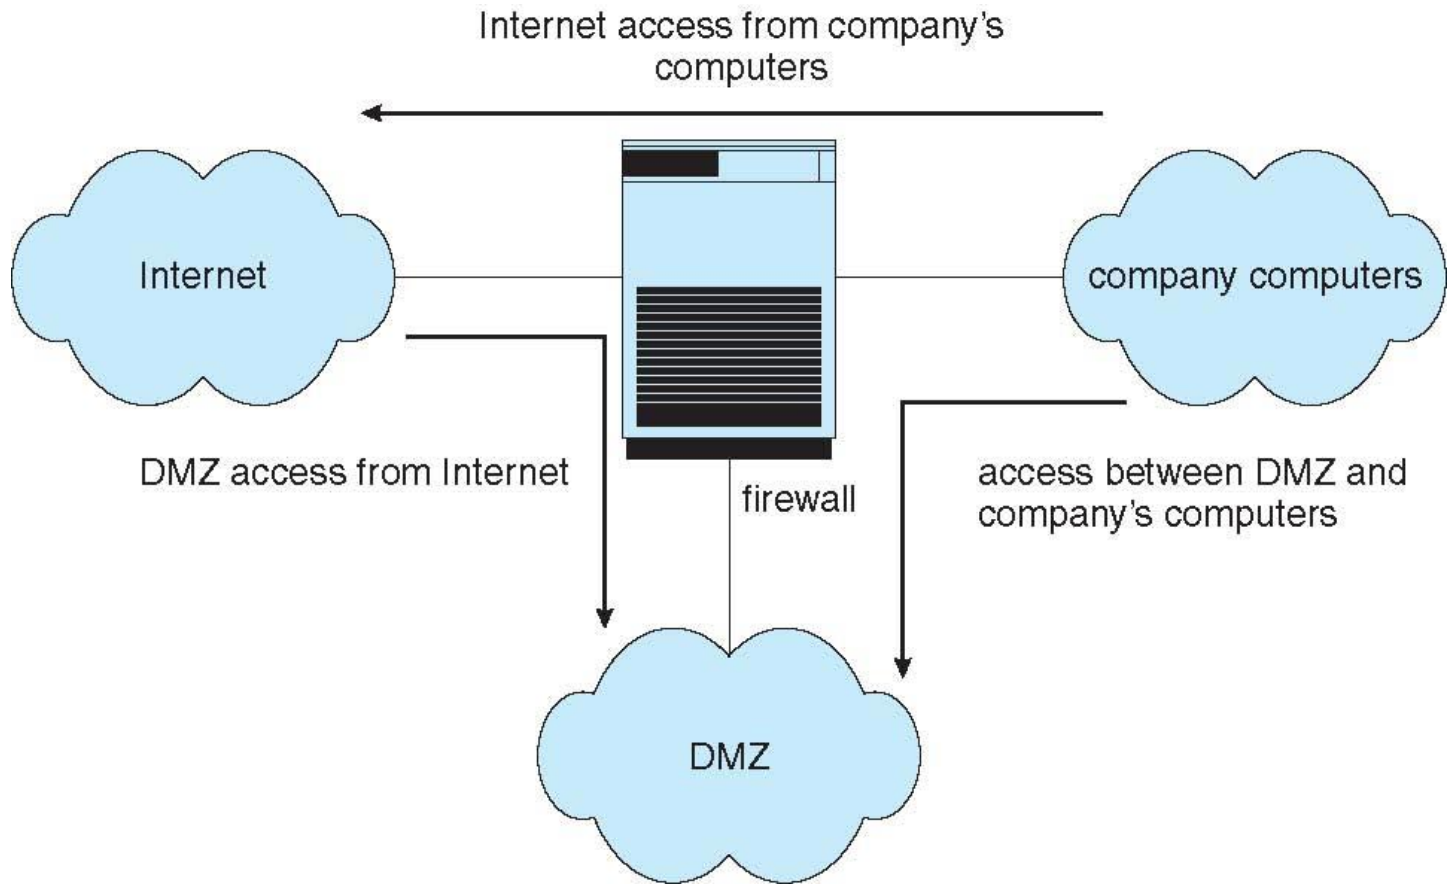 Internet access from company's
computers
Internet
company computers
DMZ access from Internet
firewall
access between DMZ and
company's computers
DMZ